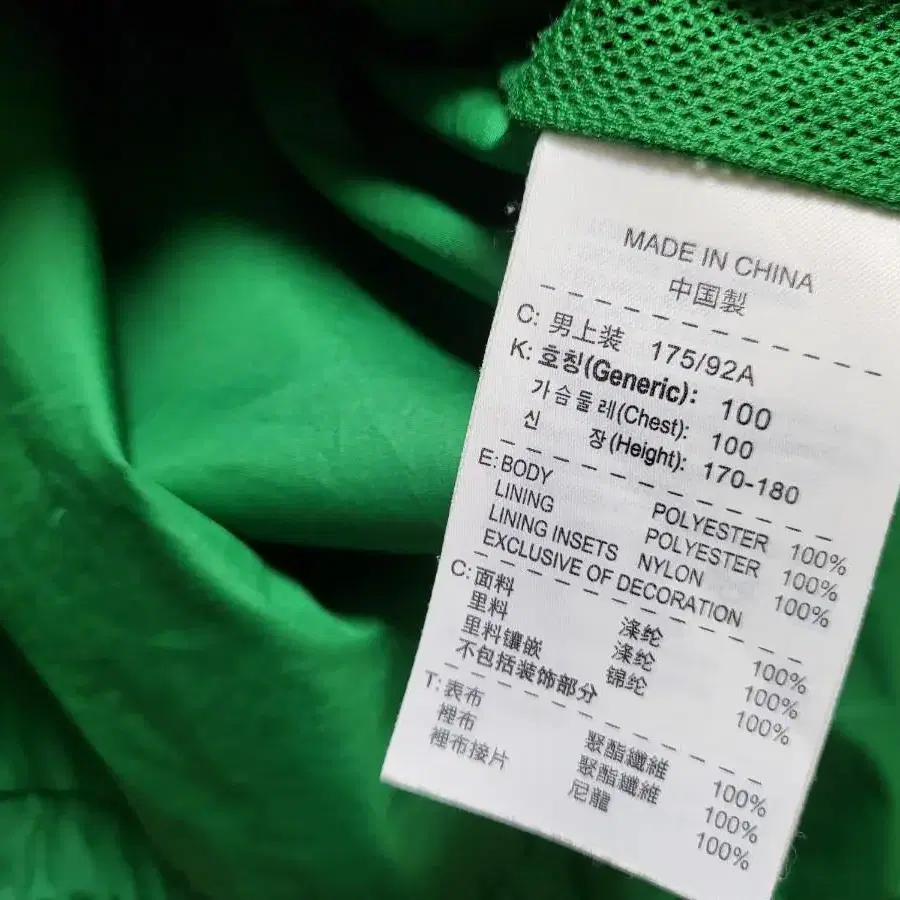 MADE IN CHINA
中国製
C: 男上装 175/92A
K: 호칭(Generic): 100
가슴둘레(Chest): 100
신 장(Height): 170-180
E: BODY POLYESTER 100%
LINING POLYESTER 100%
LINING INSETS NYLON 100%
EXCLUSIVE OF DECORATION
C: 面料 涤纶 100%
里料 涤纶 100%
里料镶嵌 锦纶 100%
不包括装饰部分
T: 表布 聚酯纖維 100%
裡布 聚酯纖維 100%
裡布接片 尼龍 100%